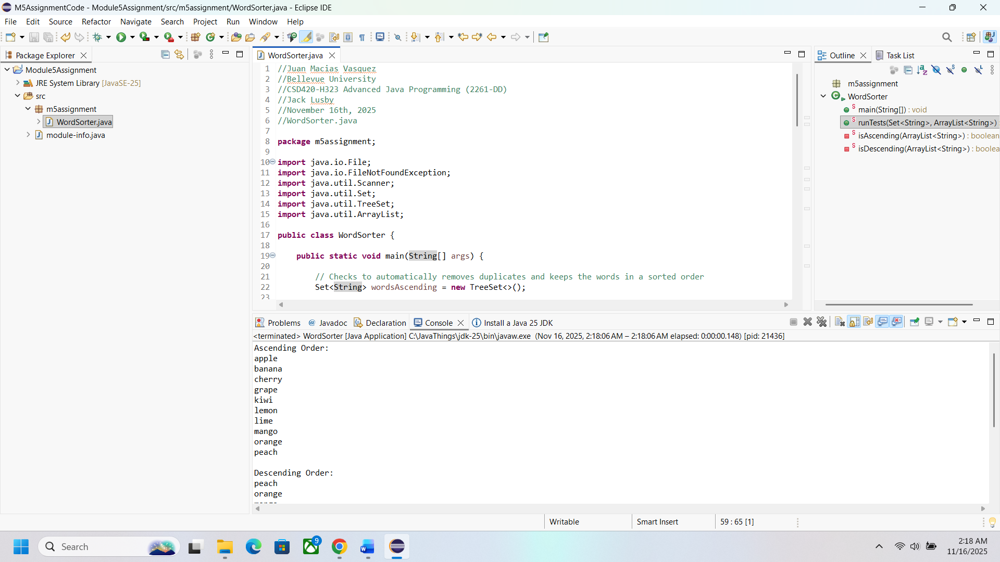 M5AssignmentCode - Module5Assignment/src/m5assignment/WordSorter.java - Eclipse IDE
File Edit Source Refactor Navigate Search Project Run Window Help
Package Explorer
Module5Assignment
JRE System Library [JavaSE-25]
src
m5assignment
WordSorter.java
module-info.java
WordSorter.java
1 //Juan Macias Vasquez
2 //Bellevue University
3 //CSD420-H323 Advanced Java Programming (2261-DD)
4 //Jack Lusby
5 //November 16th, 2025
6 //WordSorter.java
7
8 package m5assignment;
9
10 import java.io.File;
11 import java.io.FileNotFoundException;
12 import java.util.Scanner;
13 import java.util.Set;
14 import java.util.TreeSet;
15 import java.util.ArrayList;
16
17 public class WordSorter {
18
19 public static void main(String[] args) {
20
21 // Checks to automatically removes duplicates and keeps the words in a sorted order
22 Set<String> wordsAscending = new TreeSet<>();
23
Outline Task List
m5assignment
WordSorter
main(String[]) : void
runTests(Set<String>, ArrayList<String>)
isAscending(ArrayList<String>) : boolean
isDescending(ArrayList<String>) : boolea
Problems @ Javadoc Declaration Console Install a Java 25 JDK
<terminated> WordSorter [Java Application] C:\JavaThings\jdk-25\bin\javaw.exe (Nov 16, 2025, 2:18:06 AM – 2:18:06 AM elapsed: 0:00:00.148) [pid: 21436]
Ascending Order:
apple
banana
cherry
grape
kiwi
lemon
lime
mango
orange
peach
Descending Order:
peach
orange
Writable Smart Insert 59 : 65 [1]
Search
9
2:18 AM
11/16/2025